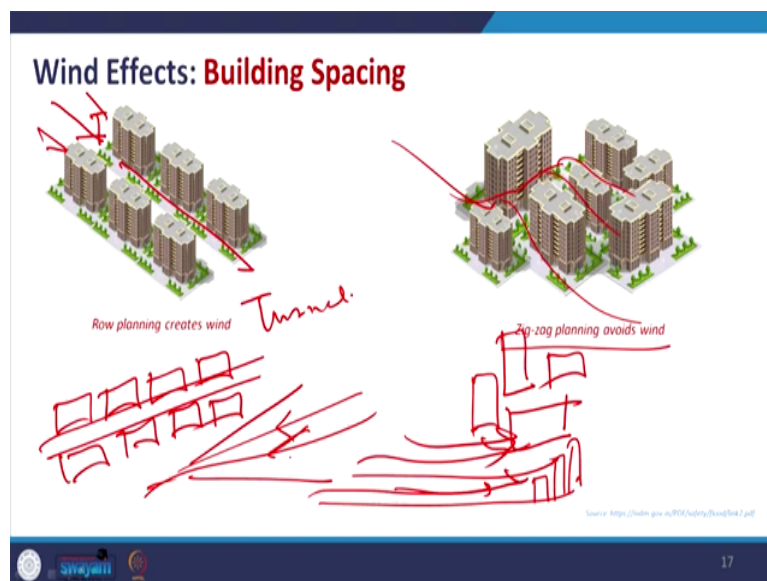 Wind Effects: Building Spacing
Row planning creates wind Tunnel.
Zig-zag planning avoids wind
swayam
17